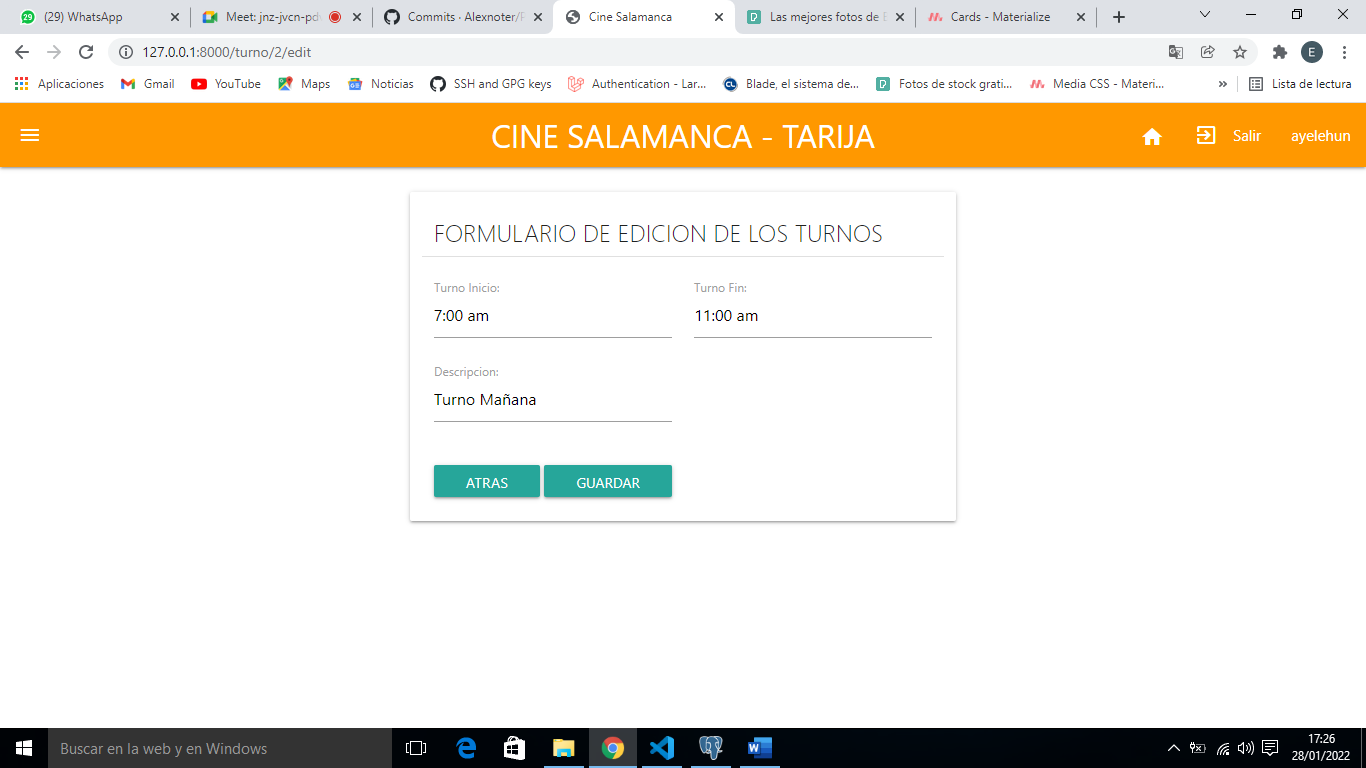 29 (29) WhatsApp
Meet: jnz-jvcn-pd
Commits · Alexnoter/
Cine Salamanca
Las mejores fotos de
Cards - Materialize
127.0.0.1:8000/turno/2/edit
E
Aplicaciones
Gmail
YouTube
Maps
Noticias
SSH and GPG keys
Authentication - Lar...
CL Blade, el sistema de...
Fotos de stock grati...
Media CSS - Materi...
»
Lista de lectura
CINE SALAMANCA - TARIJA
Salir
ayelehun
FORMULARIO DE EDICION DE LOS TURNOS
Turno Inicio:
Turno Fin:
7:00 am
11:00 am
Descripcion:
Turno Mañana
ATRAS
GUARDAR
Buscar en la web y en Windows
17:26
28/01/2022